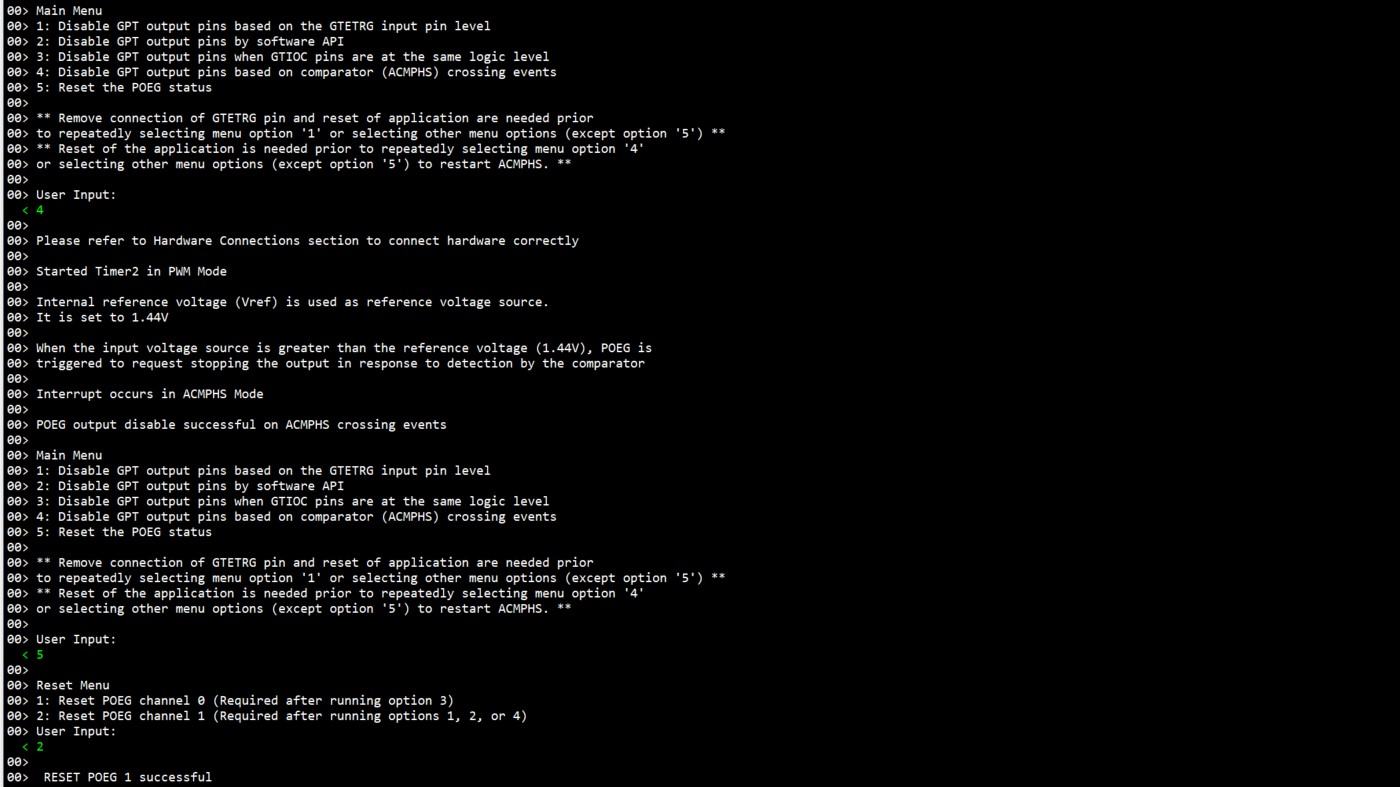 00> Main Menu
00> 1: Disable GPT output pins based on the GTETRG input pin level
00> 2: Disable GPT output pins by software API
00> 3: Disable GPT output pins when GTIOC pins are at the same logic level
00> 4: Disable GPT output pins based on comparator (ACMPHS) crossing events
00> 5: Reset the POEG status
00>
00> ** Remove connection of GTETRG pin and reset of application are needed prior
00> to repeatedly selecting menu option '1' or selecting other menu options (except option '5') **
00> ** Reset of the application is needed prior to repeatedly selecting menu option '4'
00> or selecting other menu options (except option '5') to restart ACMPHS. **
00>
00> User Input:
< 4
00>
00> Please refer to Hardware Connections section to connect hardware correctly
00>
00> Started Timer2 in PWM Mode
00>
00> Internal reference voltage (Vref) is used as reference voltage source.
00> It is set to 1.44V
00>
00> When the input voltage source is greater than the reference voltage (1.44V), POEG is
00> triggered to request stopping the output in response to detection by the comparator
00>
00> Interrupt occurs in ACMPHS Mode
00>
00> POEG output disable successful on ACMPHS crossing events
00>
00> Main Menu
00> 1: Disable GPT output pins based on the GTETRG input pin level
00> 2: Disable GPT output pins by software API
00> 3: Disable GPT output pins when GTIOC pins are at the same logic level
00> 4: Disable GPT output pins based on comparator (ACMPHS) crossing events
00> 5: Reset the POEG status
00>
00> ** Remove connection of GTETRG pin and reset of application are needed prior
00> to repeatedly selecting menu option '1' or selecting other menu options (except option '5') **
00> ** Reset of the application is needed prior to repeatedly selecting menu option '4'
00> or selecting other menu options (except option '5') to restart ACMPHS. **
00>
00> User Input:
< 5
00>
00> Reset Menu
00> 1: Reset POEG channel 0 (Required after running option 3)
00> 2: Reset POEG channel 1 (Required after running options 1, 2, or 4)
00> User Input:
< 2
00>
00>  RESET POEG 1 successful